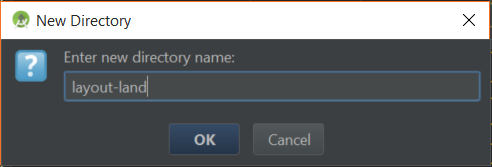 New Directory
Enter new directory name:
layout-land
OK
Cancel